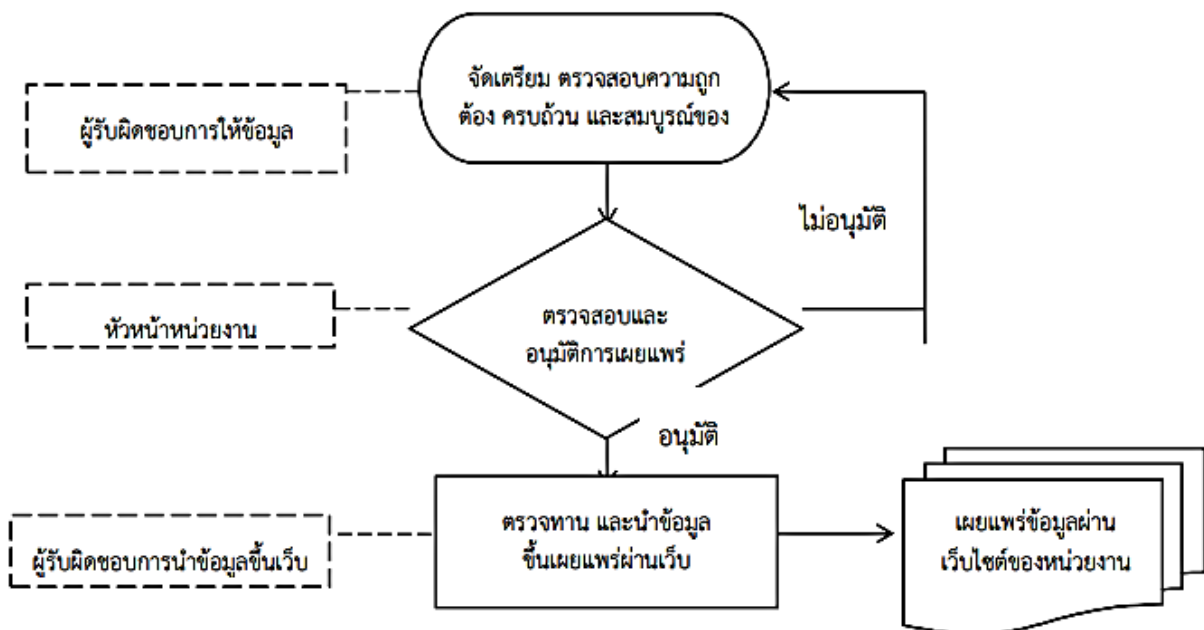 จัดเตรียม ตรวจสอบความถูก
ต้อง ครบถ้วน และสมบูรณ์ของ
ผู้รับผิดชอบการให้ข้อมูล
ไม่อนุมัติ
หัวหน้าหน่วยงาน
ตรวจสอบและ
อนุมัติการเผยแพร่
อนุมัติ
ผู้รับผิดชอบการนำข้อมูลขึ้นเว็บ
ตรวจทาน และนำข้อมูล
ขึ้นเผยแพร่ผ่านเว็บ
เผยแพร่ข้อมูลผ่าน
เว็บไซต์ของหน่วยงาน